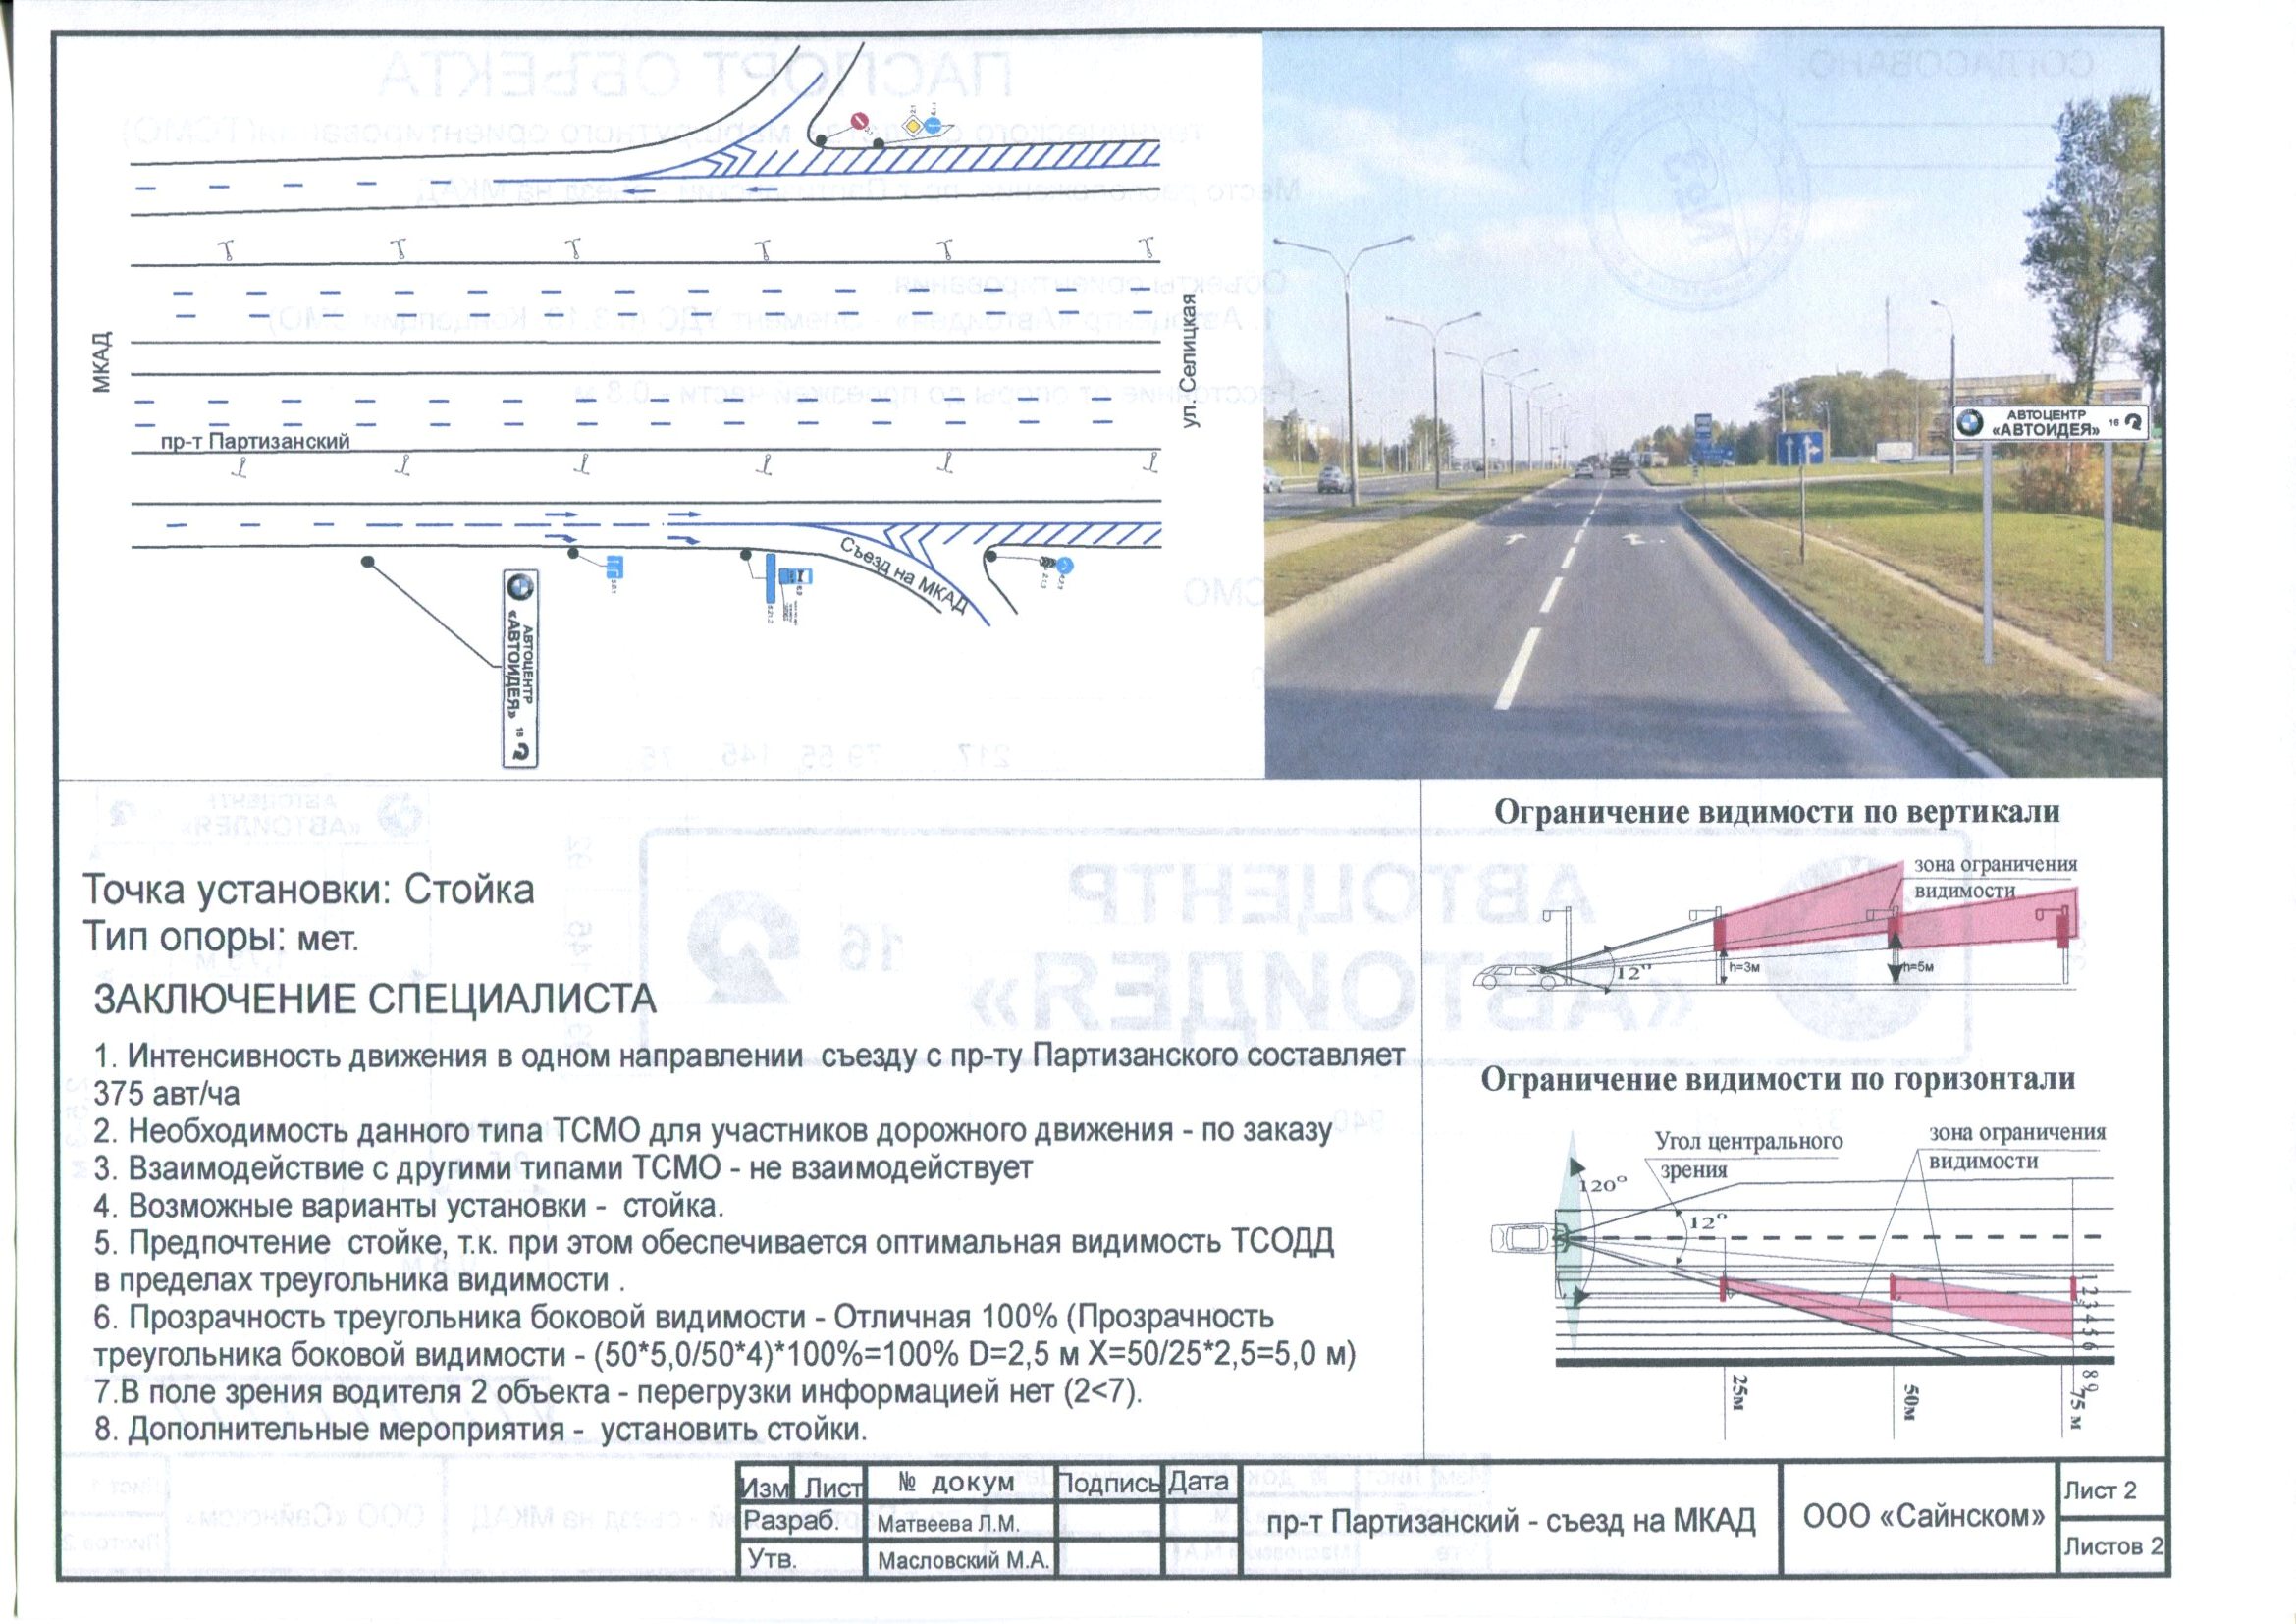 МКАД
пр-т Партизанский
ул. Селицкая
Съезд на МКАД
АВТОЦЕНТР
«АВТОИДЕЯ»
16
АВТОЦЕНТР
«АВТОИДЕЯ» 16
Точка установки: Стойка
Тип опоры: мет.
ЗАКЛЮЧЕНИЕ СПЕЦИАЛИСТА
1. Интенсивность движения в одном направлении съезду с пр-ту Партизанского составляет
375 авт/ча
2. Необходимость данного типа ТСМО для участников дорожного движения - по заказу
3. Взаимодействие с другими типами ТСМО - не взаимодействует
4. Возможные варианты установки - стойка.
5. Предпочтение стойке, т.к. при этом обеспечивается оптимальная видимость ТСОДД
в пределах треугольника видимости .
6. Прозрачность треугольника боковой видимости - Отличная 100% (Прозрачность
треугольника боковой видимости - (50*5,0/50*4)*100%=100% D=2,5 м X=50/25*2,5=5,0 м)
7.В поле зрения водителя 2 объекта - перегрузки информацией нет (2<7).
8. Дополнительные мероприятия - установить стойки.
Ограничение видимости по вертикали
зона ограничения
видимости
12°
h=3м
h=5м
Ограничение видимости по горизонтали
Угол центрального
зрения
зона ограничения
видимости
120°
12°
1 2 3 4 5 6 8 9
25м
50м
75 м
Изм Лист № докум Подпись Дата
Разраб. Матвеева Л.М.
Утв. Масловский М.А.
пр-т Партизанский - съезд на МКАД
ООО «Сайнском»
Лист 2
Листов 2